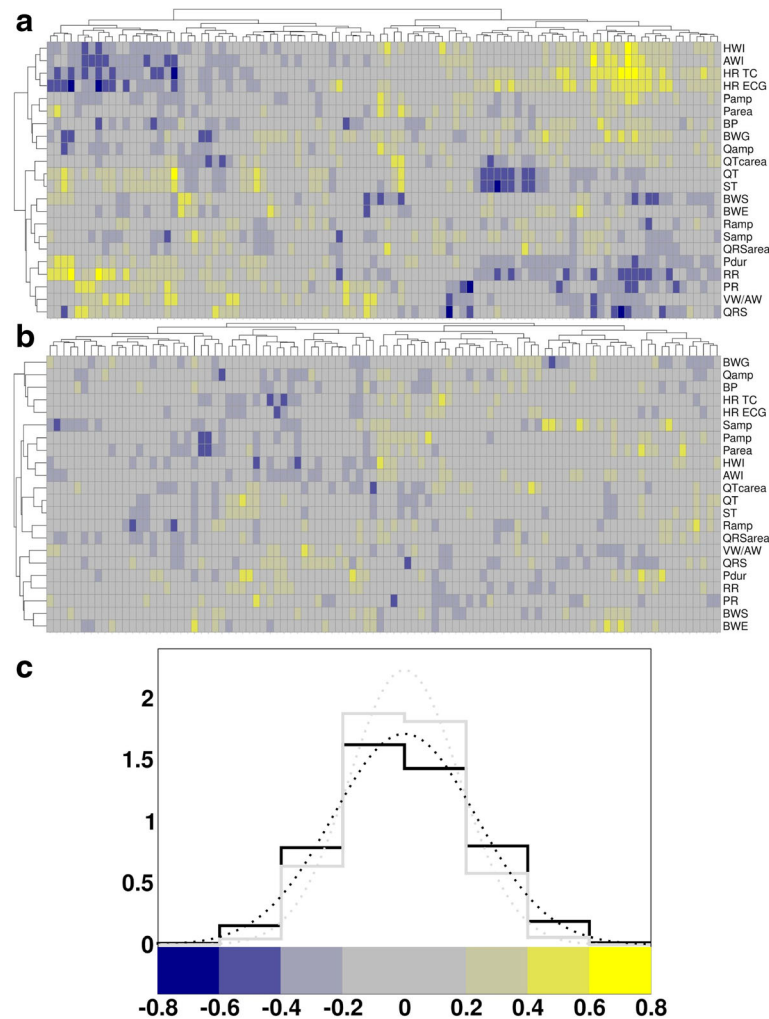 a
HWI
AWI
HR TC
HR ECG
Pamp
Parea
BP
BWG
Qamp
QTcarea
QT
ST
BWS
BWE
Ramp
Samp
QRSarea
Pdur
RR
PR
VW/AW
QRS
b
BWG
Qamp
BP
HR TC
HR ECG
Samp
Pamp
Parea
HWI
AWI
QTcarea
QT
ST
Ramp
QRSarea
VW/AW
QRS
Pdur
RR
PR
BWS
BWE
c
2
1.5
1
0.5
0
-0.8 -0.6 -0.4 -0.2 0 0.2 0.4 0.6 0.8